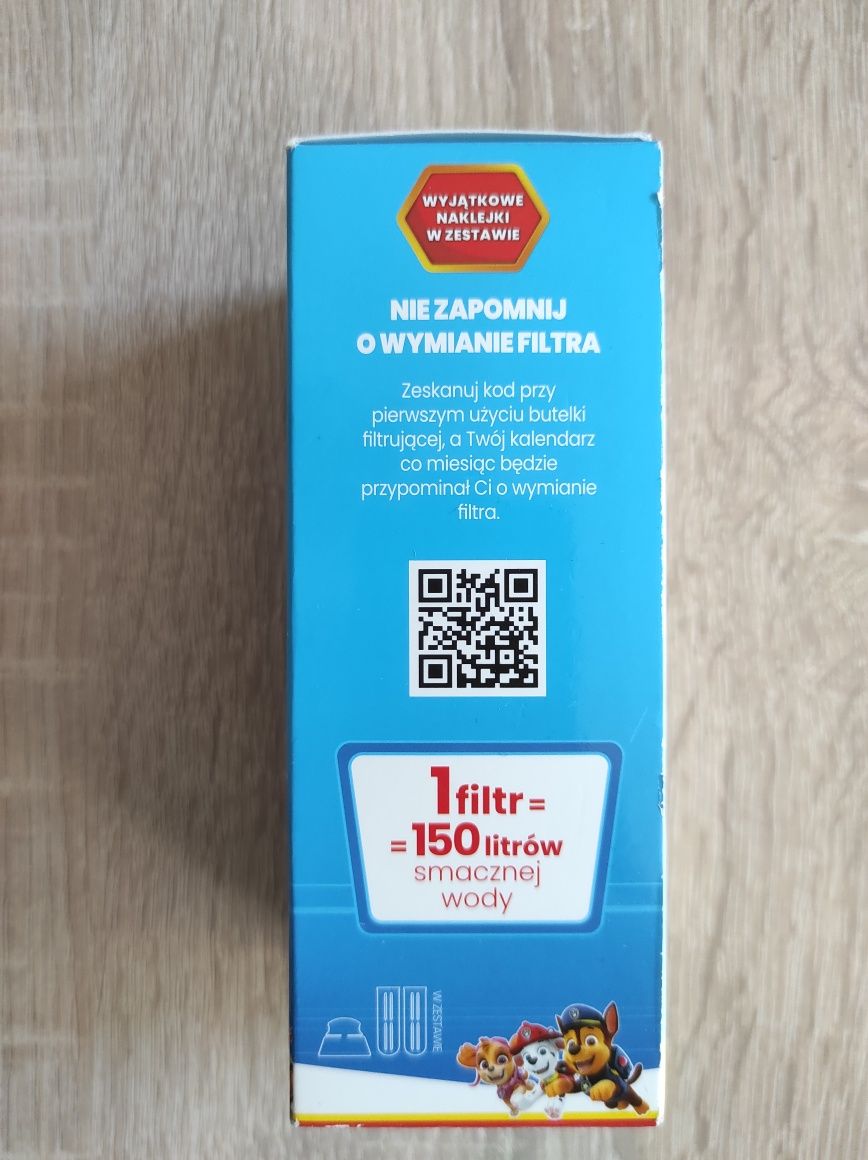 WYJĄTKOWE
NAKLEJKI
W ZESTAWIE
NIE ZAPOMNIJ
O WYMIANIE FILTRA
Zeskanuj kod przy
pierwszym użyciu butelki
filtrującej, a Twój kalendarz
co miesiąc będzie
przypominał Ci o wymianie
filtra.
1 filtr =
= 150 litrów
smacznej
wody
W ZESTAWIE